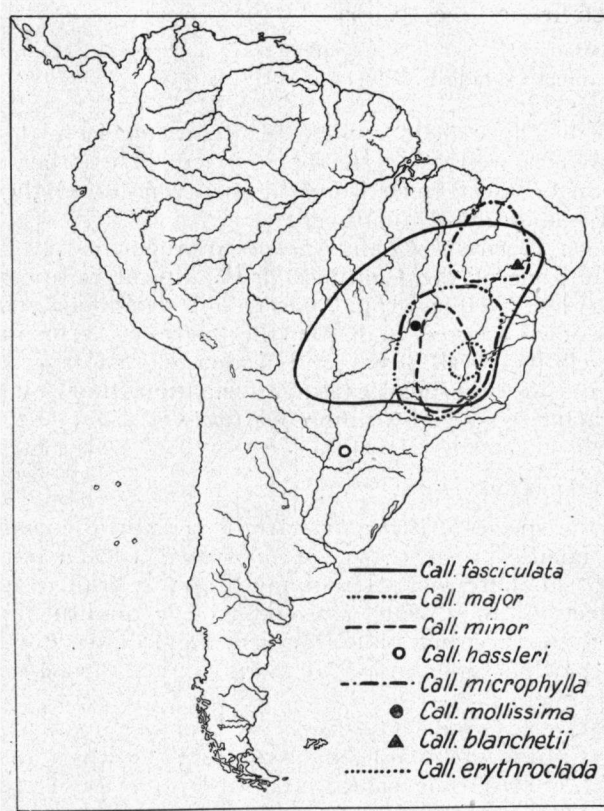 Call. fasciculata
Call. major
Call. minor
Call. hassleri
Call. microphylla
Call. mollissima
Call. blanchetii
Call. erythroclada